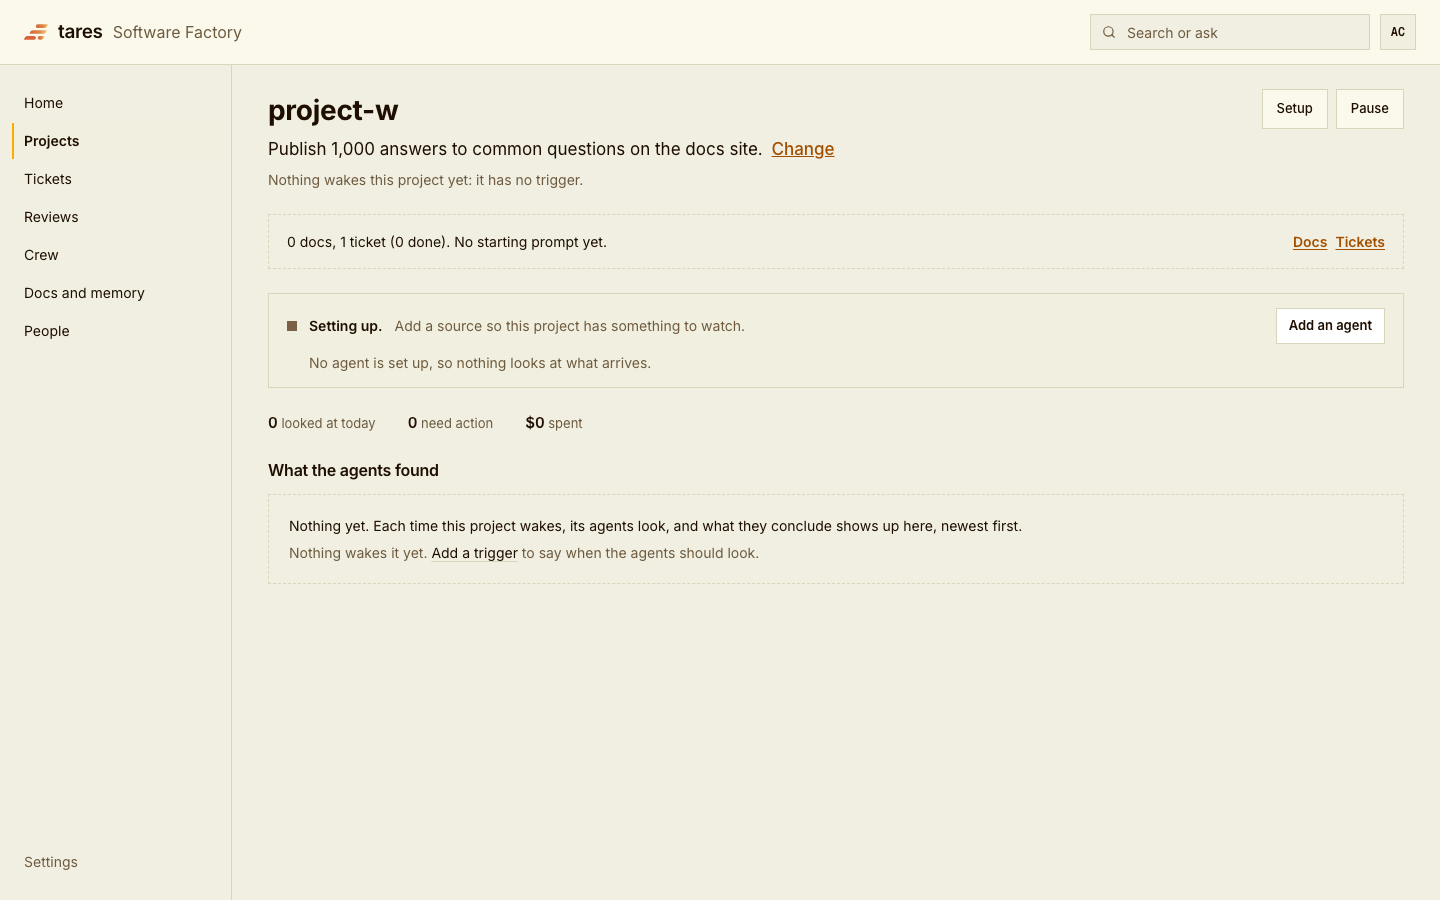 tares Software Factory
Search or ask
AC
Home
Projects
Tickets
Reviews
Crew
Docs and memory
People
Settings
project-w
Setup
Pause
Publish 1,000 answers to common questions on the docs site. Change
Nothing wakes this project yet: it has no trigger.
0 docs, 1 ticket (0 done). No starting prompt yet.
Docs Tickets
Setting up. Add a source so this project has something to watch.
Add an agent
No agent is set up, so nothing looks at what arrives.
0 looked at today 0 need action $0 spent
What the agents found
Nothing yet. Each time this project wakes, its agents look, and what they conclude shows up here, newest first.
Nothing wakes it yet. Add a trigger to say when the agents should look.